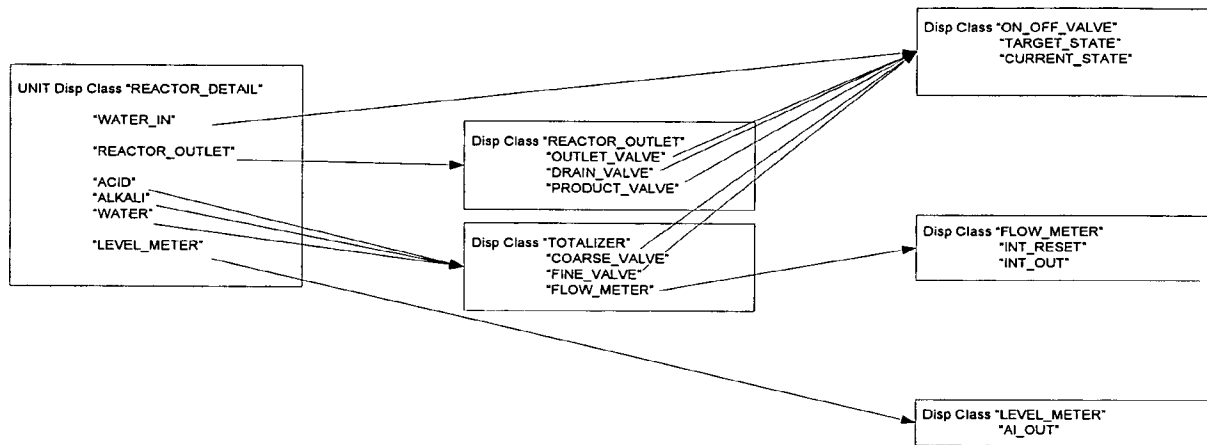 UNIT Disp Class "REACTOR_DETAIL"
"WATER_IN"
"REACTOR_OUTLET"
"ACID"
"ALKALI"
"WATER"
"LEVEL_METER"
Disp Class "REACTOR_OUTLET"
"OUTLET_VALVE"
"DRAIN_VALVE"
"PRODUCT_VALVE"
Disp Class "TOTALIZER"
"COARSE_VALVE"
"FINE_VALVE"
"FLOW_METER"
Disp Class "ON_OFF_VALVE"
"TARGET_STATE"
"CURRENT_STATE"
Disp Class "FLOW_METER"
"INT_RESET"
"INT_OUT"
Disp Class "LEVEL_METER"
"AI_OUT"